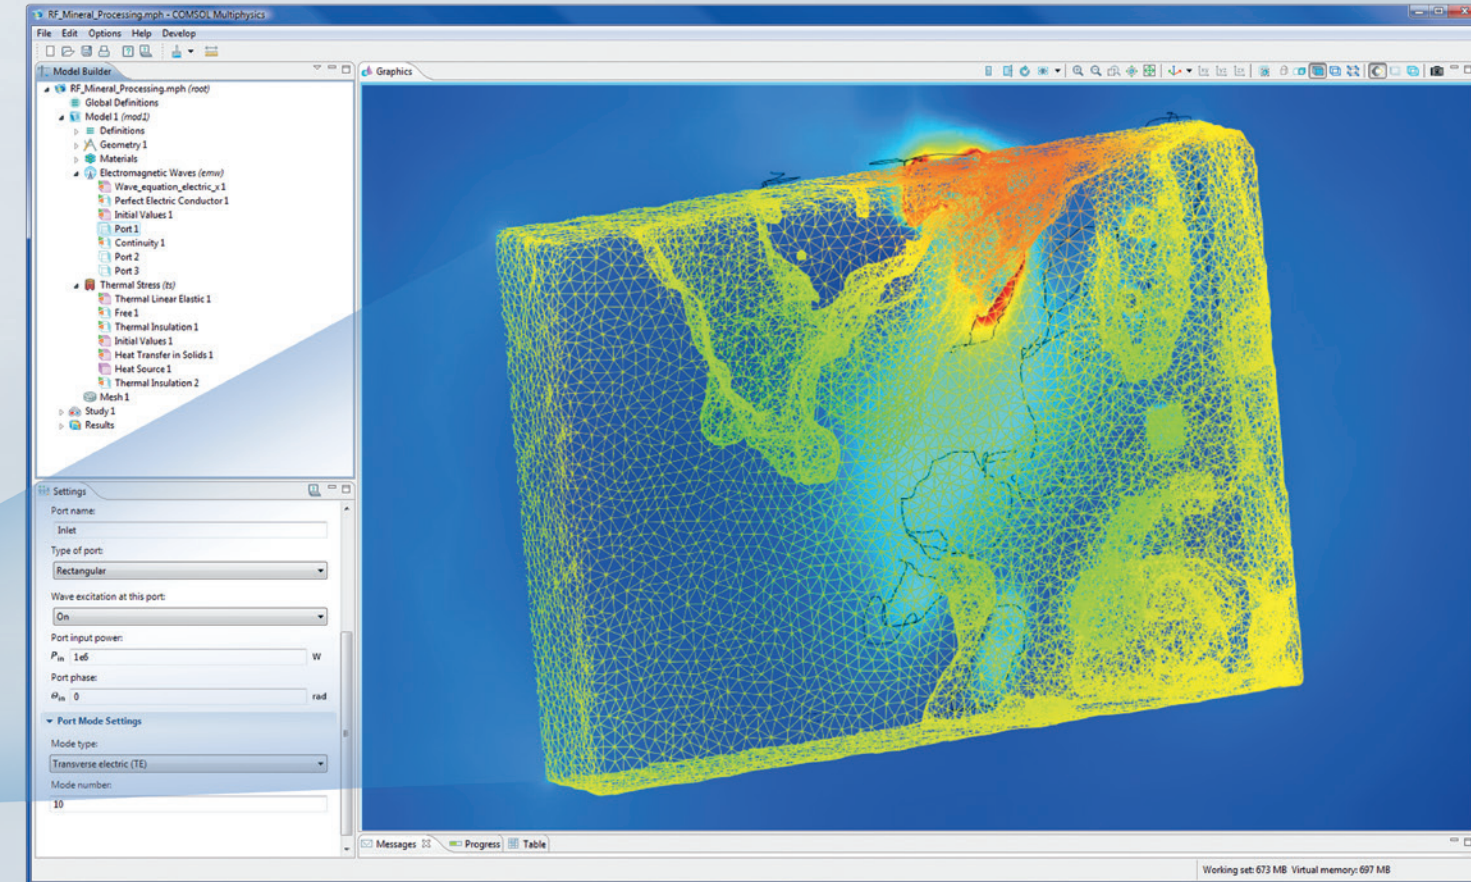 RF_Mineral_Processing.mph - COMSOL Multiphysics
File Edit Options Help Develop
Model Builder
RF_Mineral_Processing.mph (root)
Global Definitions
Model 1 (mod1)
Definitions
Geometry 1
Materials
Electromagnetic Waves (emw)
Wave_equation_electric_x 1
Perfect Electric Conductor 1
Initial Values 1
Port 1
Continuity 1
Port 2
Port 3
Thermal Stress (ts)
Thermal Linear Elastic 1
Free 1
Thermal Insulation 1
Initial Values 1
Heat Transfer in Solids 1
Heat Source 1
Thermal Insulation 2
Mesh 1
Study 1
Results
Settings
Port name:
Inlet
Type of port:
Rectangular
Wave excitation at this port:
On
Port input power:
Pin 1e6 W
Port phase:
Θin 0 rad
Port Mode Settings
Mode type:
Transverse electric (TE)
Mode number:
10
Graphics
Messages Progress Table
Working set: 673 MB Virtual memory: 697 MB